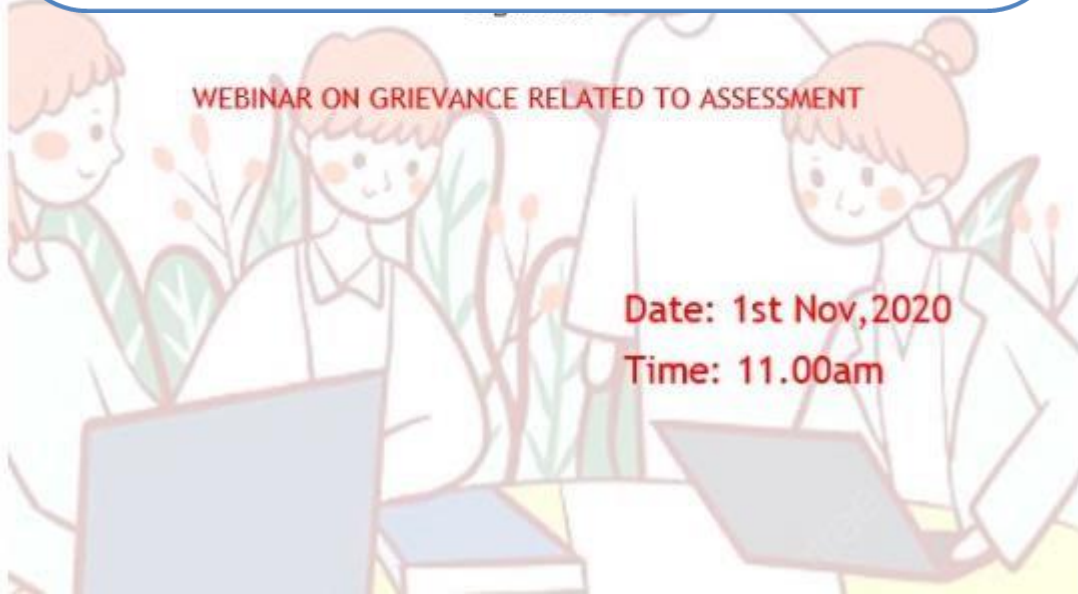 WEBINAR ON GRIEVANCE RELATED TO ASSESSMENT
Date: 1st Nov,2020
Time: 11.00am